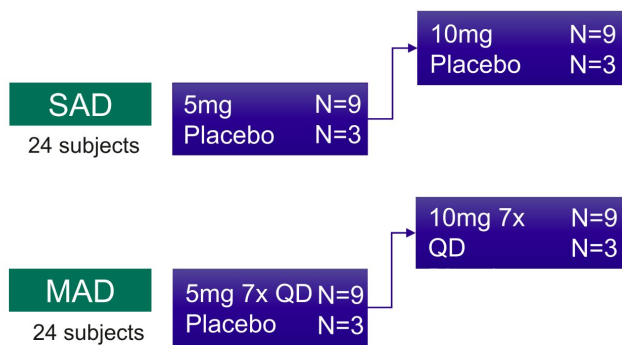 SAD
24 subjects
5mg N=9
Placebo N=3
10mg N=9
Placebo N=3
MAD
24 subjects
5mg 7x QD N=9
Placebo N=3
10mg 7x N=9
QD N=3